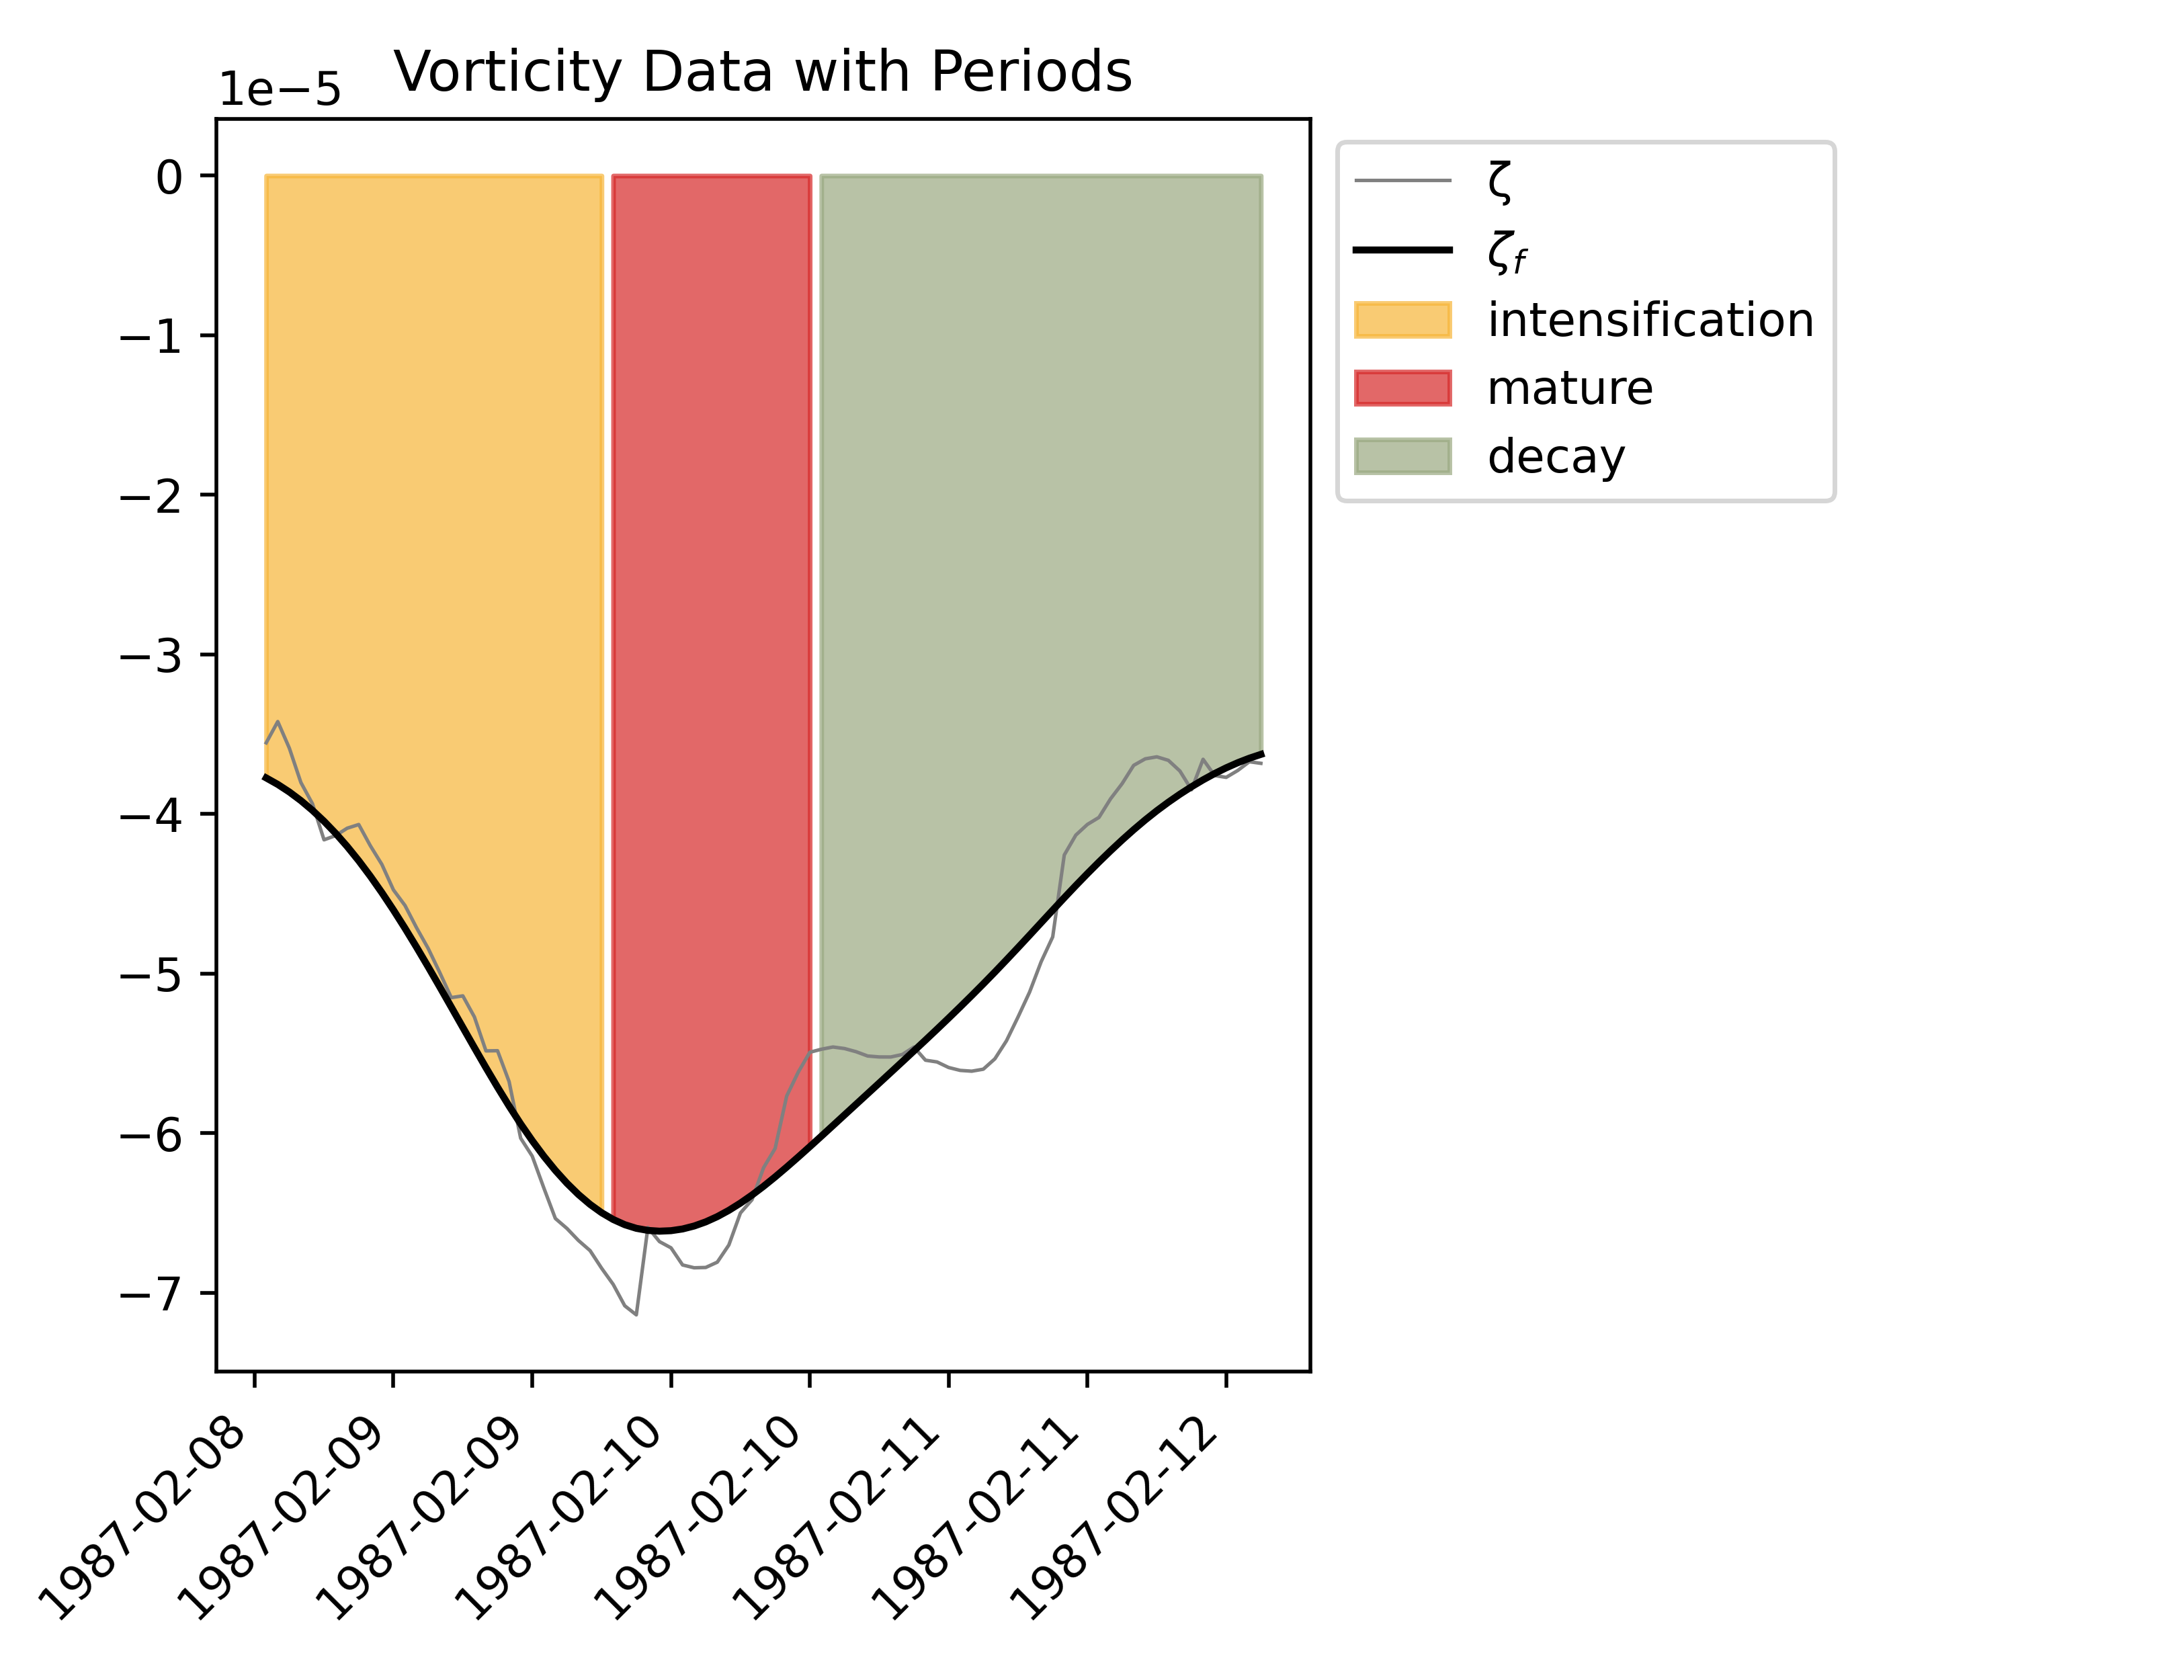 Vorticity Data with Periods
1e−5
0
−1
−2
−3
−4
−5
−6
−7
1987-02-08
1987-02-09
1987-02-09
1987-02-10
1987-02-10
1987-02-11
1987-02-11
1987-02-12
ζ
ζf
intensification
mature
decay